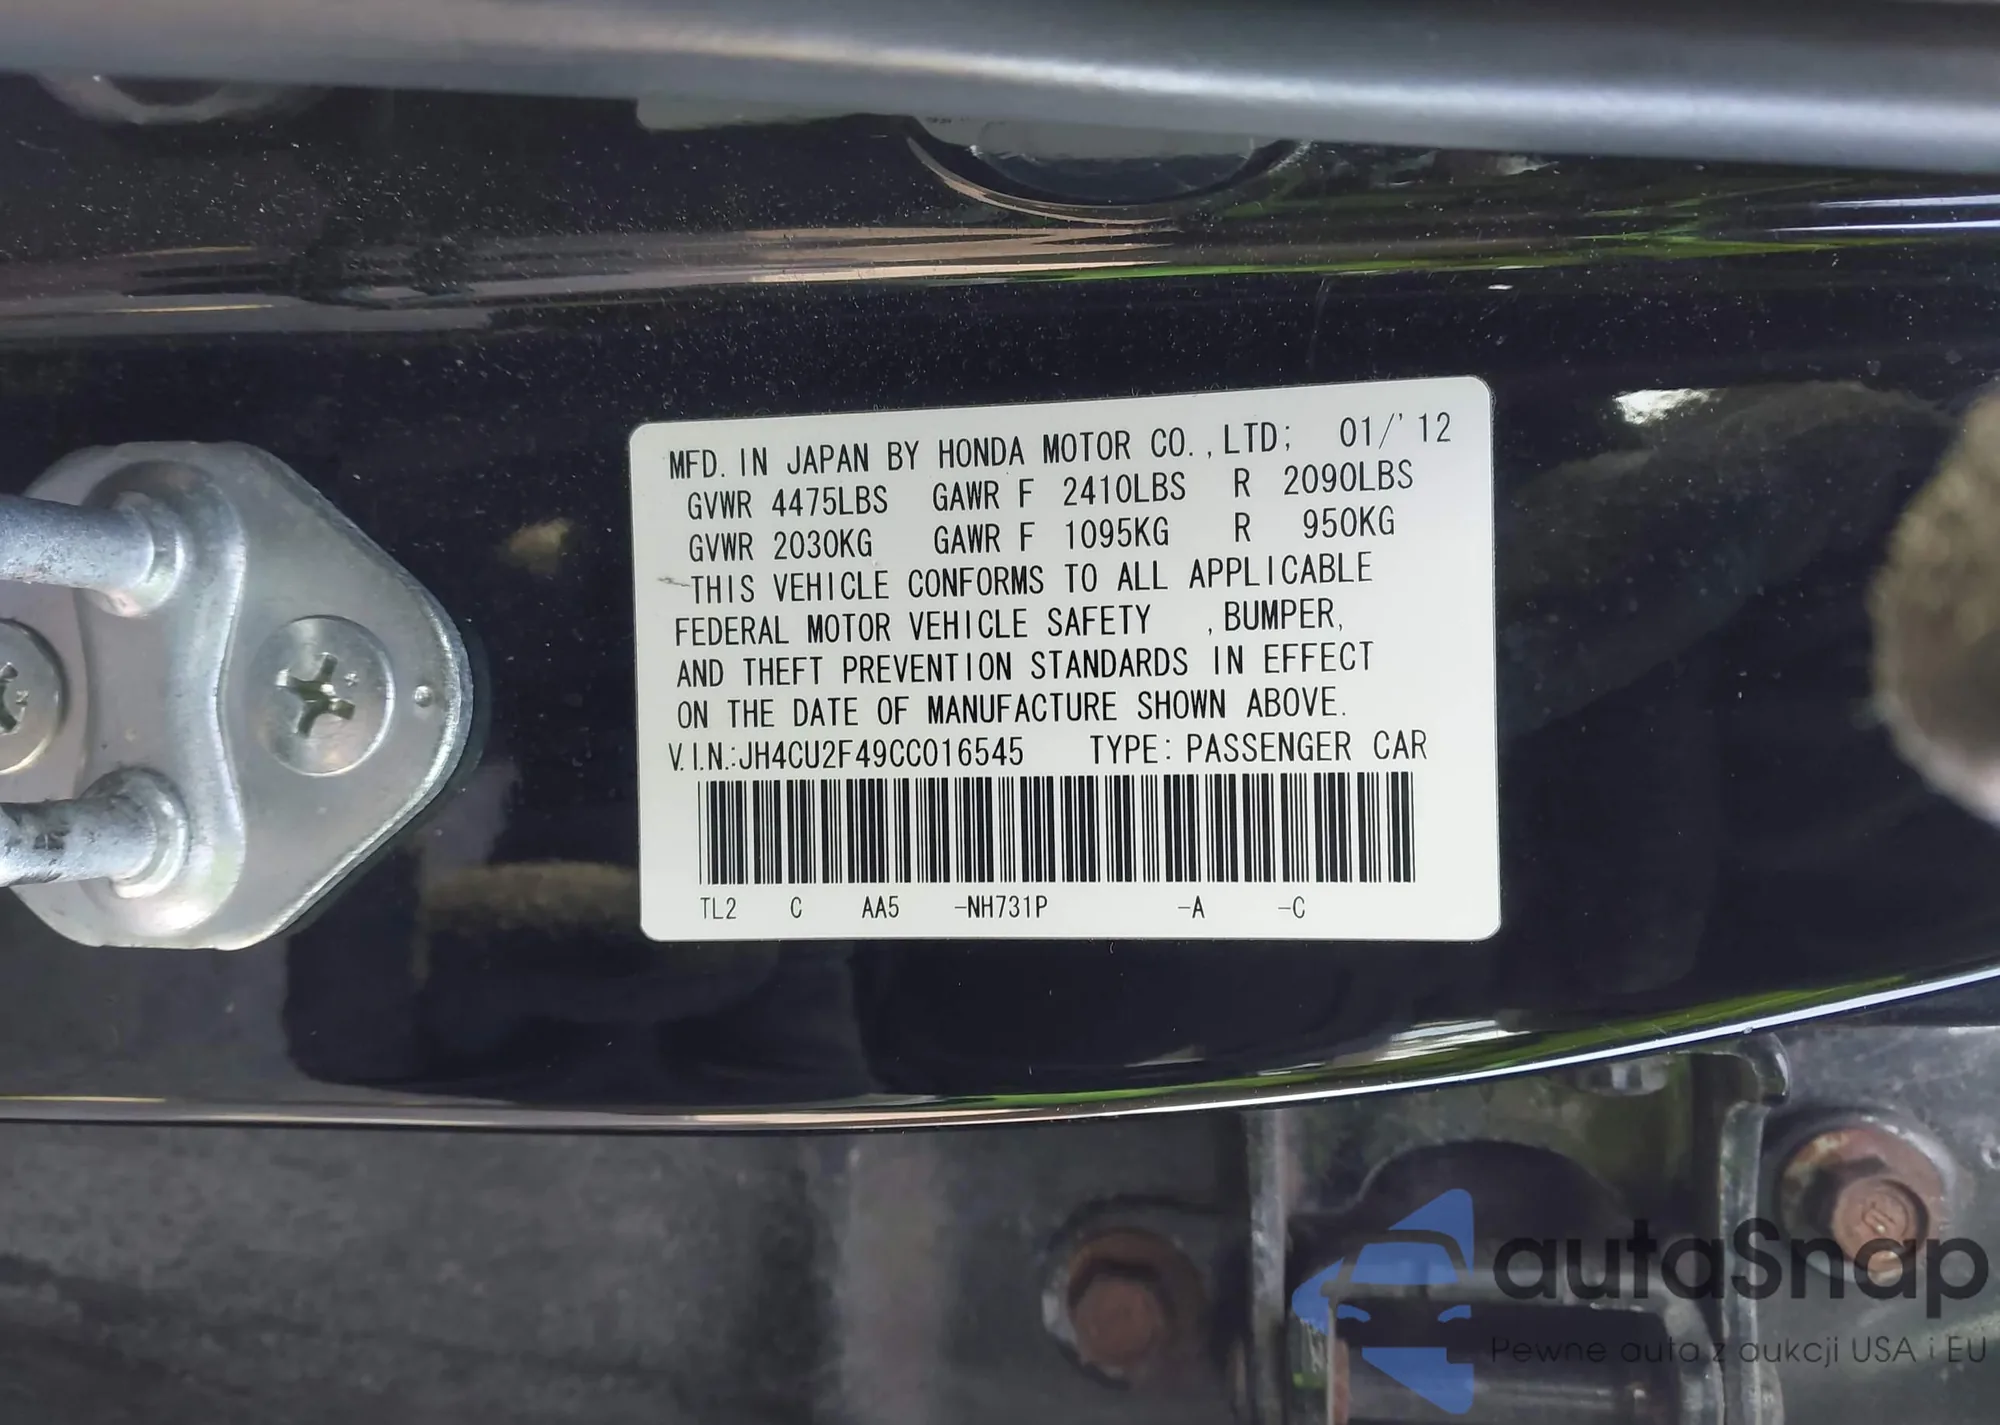 MFD. IN JAPAN BY HONDA MOTOR CO., LTD; 01/'12
GVWR 4475LBS GAWR F 2410LBS R 2090LBS
GVWR 2030KG GAWR F 1095KG R 950KG
THIS VEHICLE CONFORMS TO ALL APPLICABLE
FEDERAL MOTOR VEHICLE SAFETY , BUMPER,
AND THEFT PREVENTION STANDARDS IN EFFECT
ON THE DATE OF MANUFACTURE SHOWN ABOVE.
V.I.N.:JH4CU2F49CC016545 TYPE: PASSENGER CAR
TL2 C AA5 -NH731P -A -C
autaSnap
Pewne auta z aukcji USA i EU